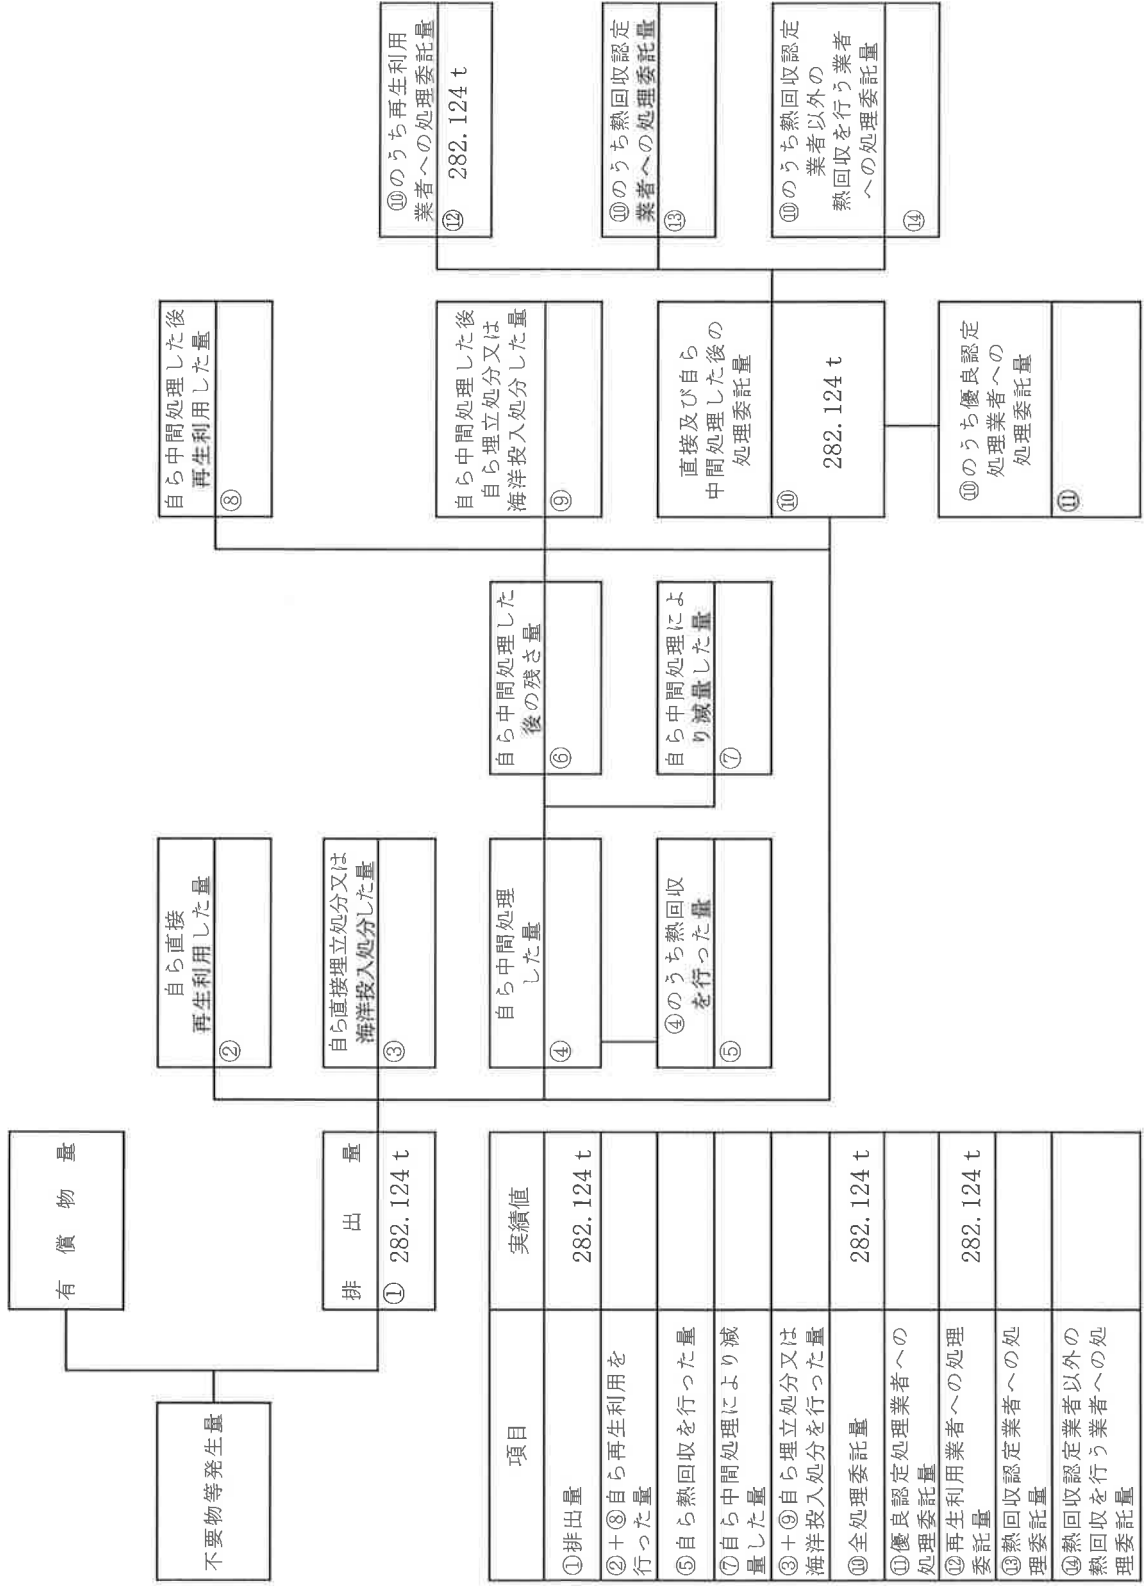 不要物等発生量
有償物量
排出量
① 282.124 t
自ら直接
再生利用した量
②
自ら直接埋立処分又は
海洋投入処分した量
③
自ら中間処理
した量
④
④のうち熱回収
を行った量
⑤
自ら中間処理した
後の残さ量
⑥
自ら中間処理によ
り減量した量
⑦
自ら中間処理した後
再生利用した量
⑧
自ら中間処理した後
自ら埋立処分又は
海洋投入処分した量
⑨
直接及び自ら
中間処理した後の
処理委託量
⑩
282.124 t
⑩のうち優良認定
処理業者への
処理委託量
⑪
⑩のうち再生利用
業者への処理委託量
⑫ 282.124 t
⑩のうち熱回収認定
業者への処理委託量
⑬
⑩のうち熱回収認定
業者以外の
熱回収を行う業者
への処理委託量
⑭
項目 実績値
①排出量 282.124 t
②+⑧自ら再生利用を
行った量
⑤自ら熱回収を行った量
⑦自ら中間処理により減
量した量
③+⑨自ら埋立処分又は
海洋投入処分を行った量
⑩全処理委託量 282.124 t
⑪優良認定処理業者への
処理委託量
⑫再生利用業者への処理
委託量 282.124 t
⑬熱回収認定業者への処
理委託量
⑭熱回収認定業者以外の
熱回収を行う業者への処
理委託量